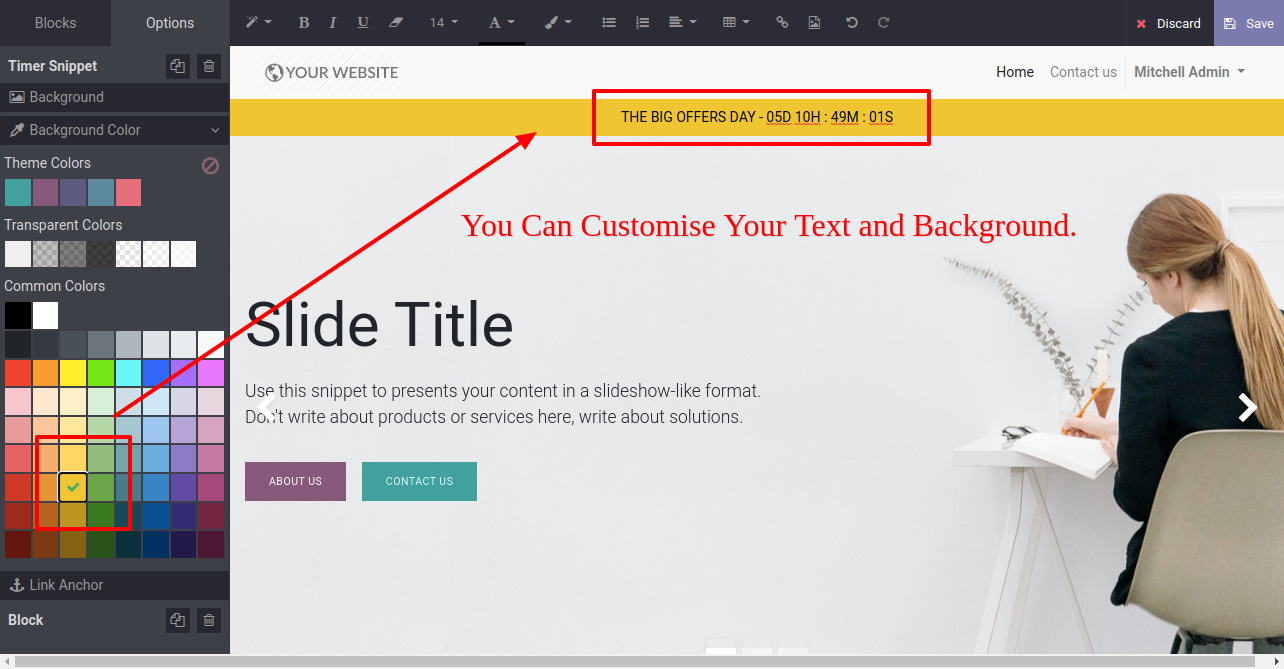 Blocks
Options
14
A
Discard
Save
Timer Snippet
Background
Background Color
Theme Colors
Transparent Colors
Common Colors
Link Anchor
Block
YOUR WEBSITE
Home
Contact us
Mitchell Admin
THE BIG OFFERS DAY - 05D 10H : 49M : 01S
You Can Customise Your Text and Background.
Slide Title
Use this snippet to presents your content in a slideshow-like format.
Don't write about products or services here, write about solutions.
ABOUT US
CONTACT US